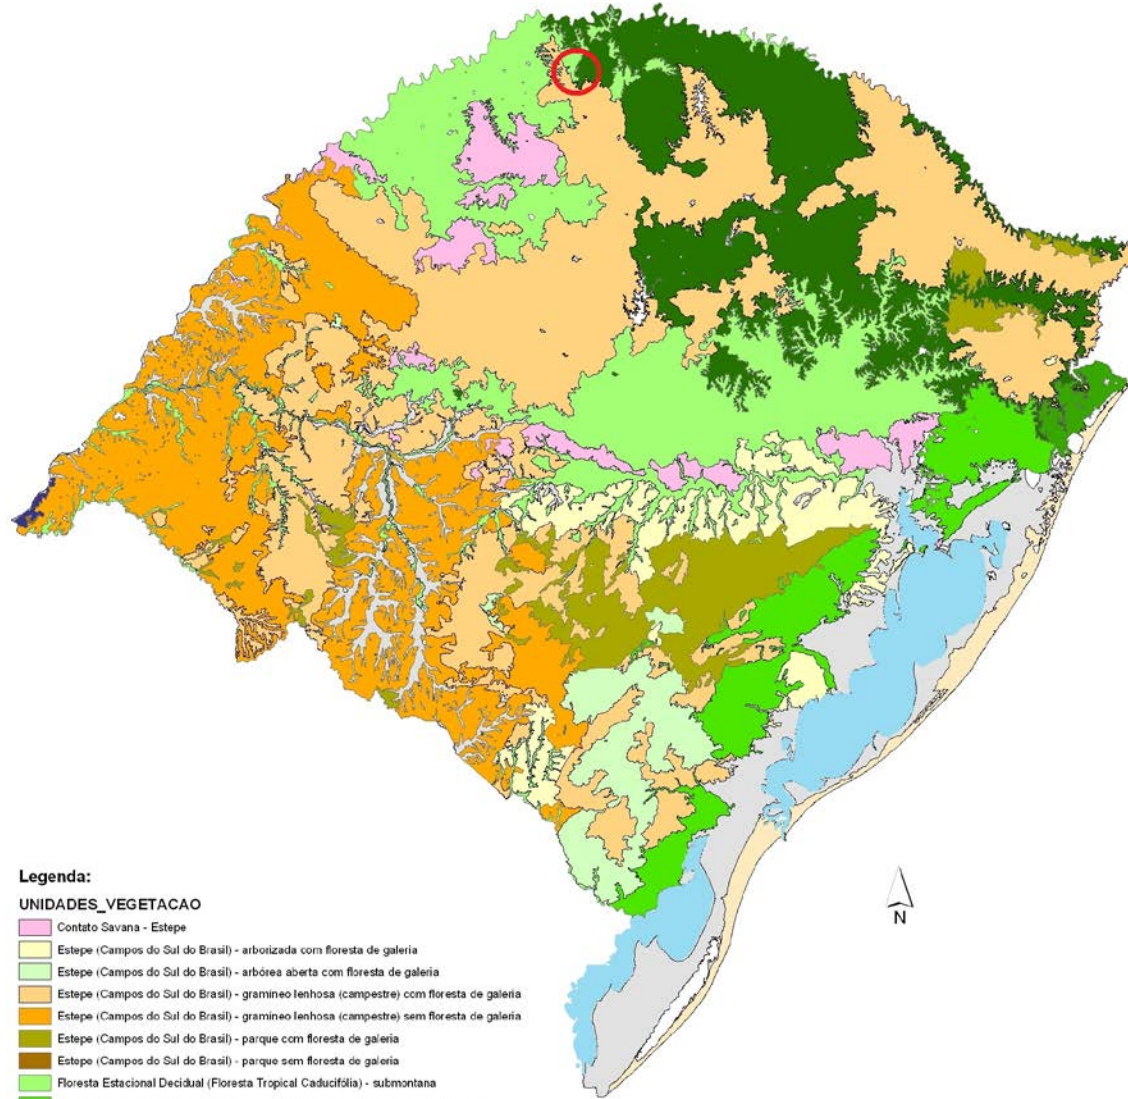 N
Legenda:
UNIDADES_VEGETACAO
Contato Savana - Estepe
Estepe (Campos do Sul do Brasil) - arborizada com floresta de galeria
Estepe (Campos do Sul do Brasil) - arbórea aberta com floresta de galeria
Estepe (Campos do Sul do Brasil) - gramíneo lenhosa (campestre) com floresta de galeria
Estepe (Campos do Sul do Brasil) - gramíneo lenhosa (campestre) sem floresta de galeria
Estepe (Campos do Sul do Brasil) - parque com floresta de galeria
Estepe (Campos do Sul do Brasil) - parque sem floresta de galeria
Floresta Estacional Decidual (Floresta Tropical Caducifólia) - submontana